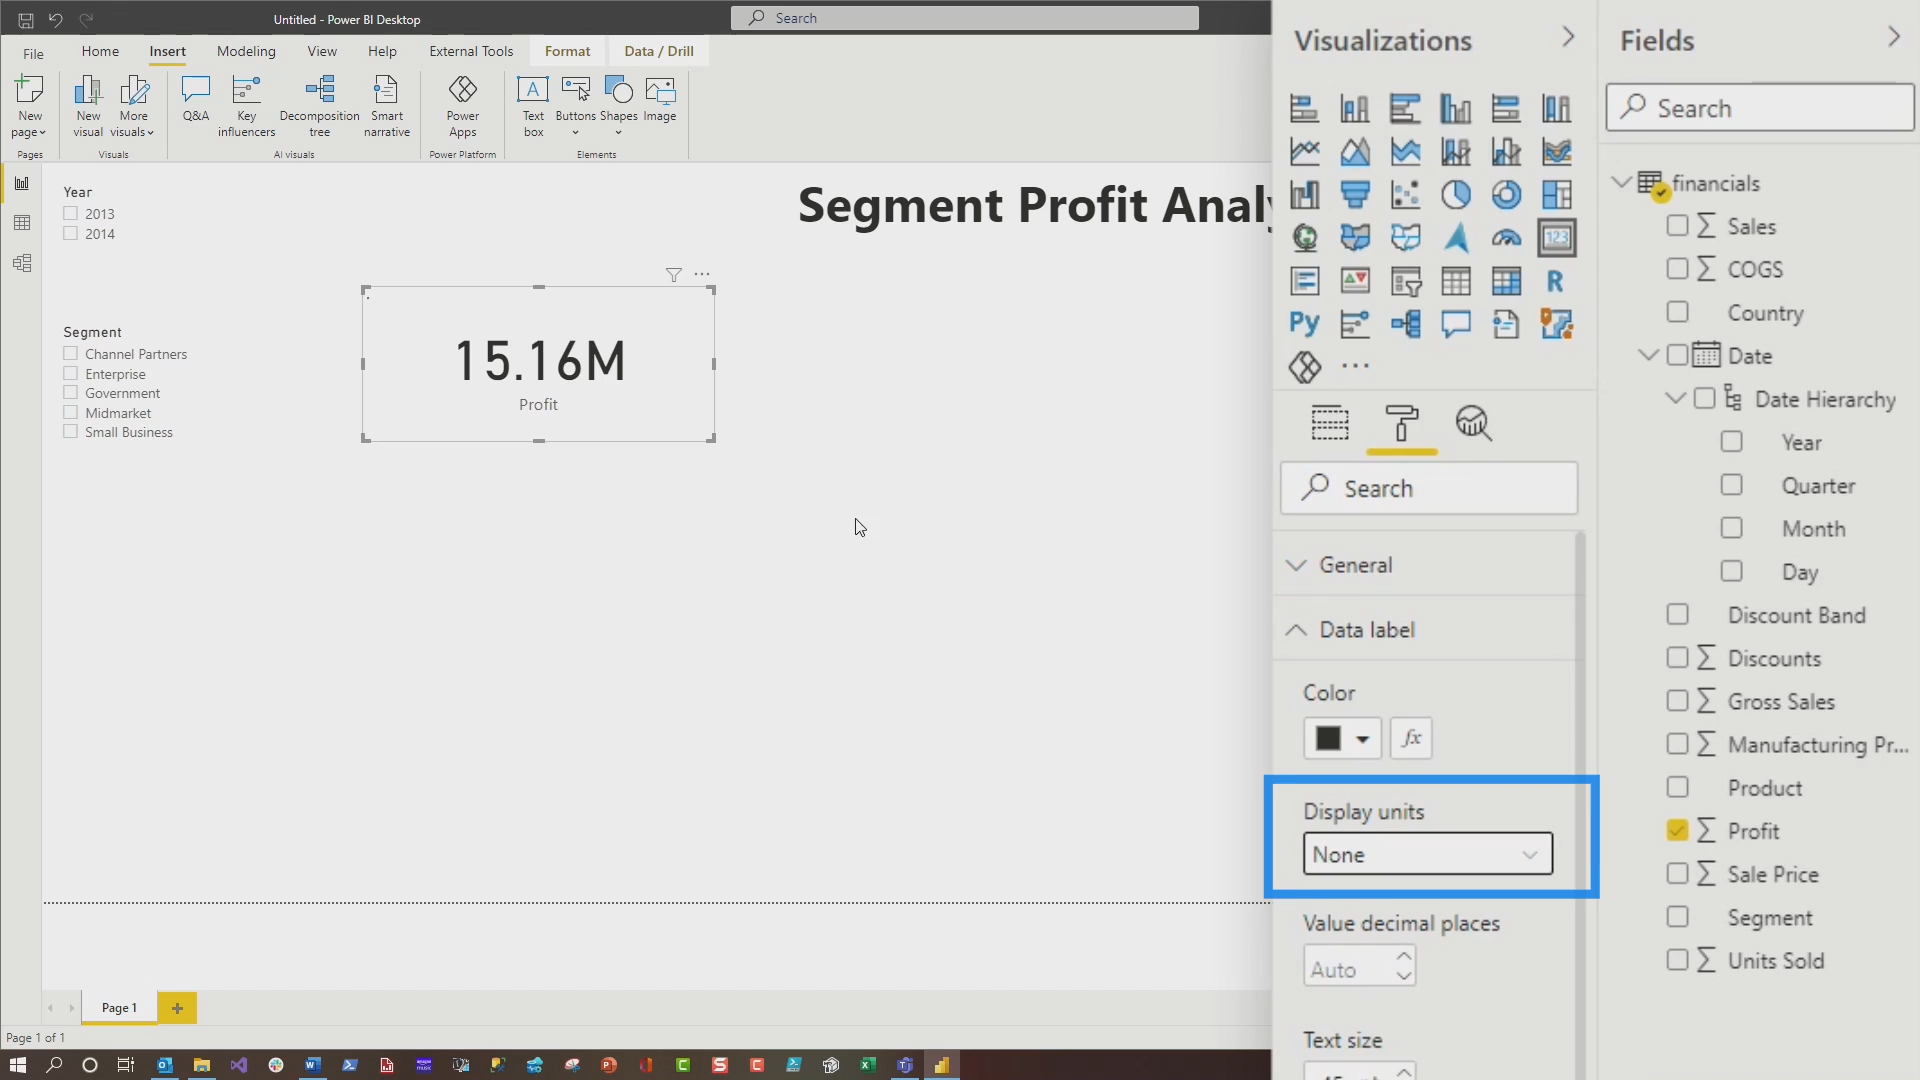 Untitled - Power BI Desktop
Search
File
Home
Insert
Modeling
View
Help
External Tools
Format
Data / Drill
New page
New visual
More visuals
Q&A
Key influencers
Decomposition tree
Smart narrative
Power Apps
Text box
Buttons
Shapes
Image
Pages
Visuals
AI visuals
Power Platform
Elements
Year
2013
2014
Segment
Channel Partners
Enterprise
Government
Midmarket
Small Business
Segment Profit Analy
15.16M
Profit
Page 1
Page 1 of 1
Visualizations
123
R
Py
Search
General
Data label
Color
fx
Display units
None
Value decimal places
Auto
Text size
Fields
Search
financials
Sales
COGS
Country
Date
Date Hierarchy
Year
Quarter
Month
Day
Discount Band
Discounts
Gross Sales
Manufacturing Pr...
Product
Profit
Sale Price
Segment
Units Sold